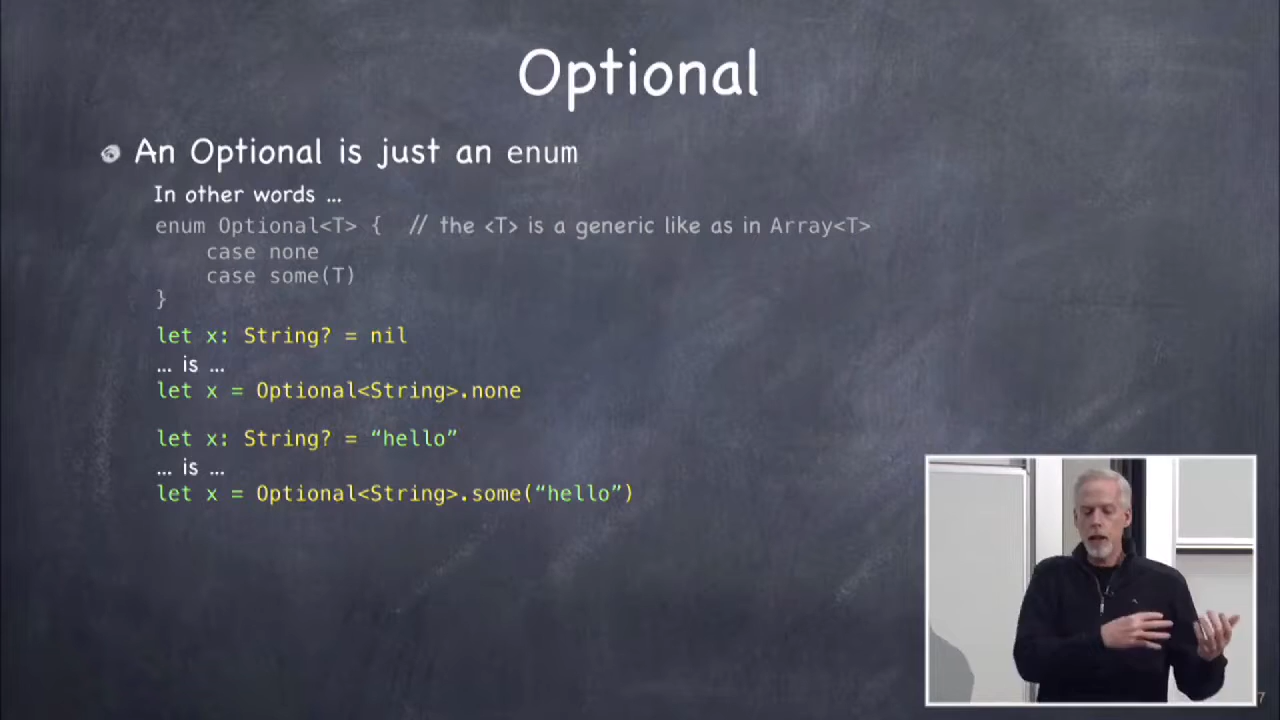 Optional
An Optional is just an enum
In other words ...
enum Optional<T> { // the <T> is a generic like as in Array<T>
    case none
    case some(T)
}
let x: String? = nil
... is ...
let x = Optional<String>.none
let x: String? = “hello”
... is ...
let x = Optional<String>.some(“hello”)
7